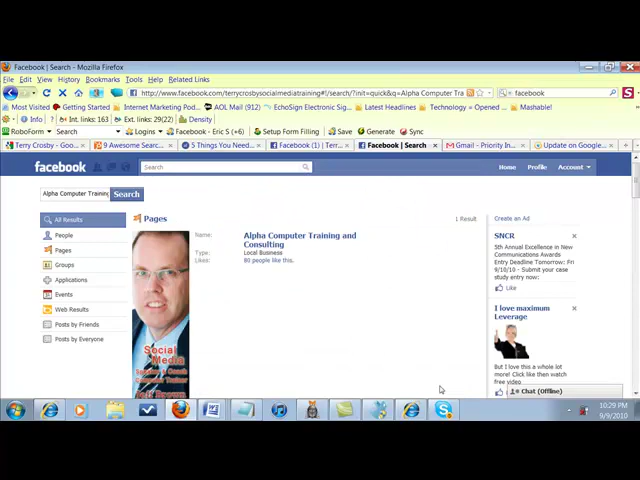 Facebook | Search - Mozilla Firefox
File Edit View History Bookmarks Tools Help Related Links
http://www.facebook.com/terrycrosbysocialmediatraining#!/search/?init=quick&q=Alpha Computer Tra
facebook
Most Visited Getting Started Internet Marketing Pod... AOL Mail (912) EchoSign Electronic Sig... Latest Headlines Technology = Opened ... Mashable!
Info Int. links: 163 Ext. links: 29(22) Density
RoboForm Search Logins Facebook - Eric S (+6) Setup Form Filling Save Generate Sync
Terry Crosby - Goo... 9 Awesome Searc... 5 Things You Need... Facebook (1) | Terr... Facebook | Search Gmail - Priority In... Update on Google...
facebook Search Home Profile Account
Alpha Computer Training Search
All Results
People
Pages
Groups
Applications
Events
Web Results
Posts by Friends
Posts by Everyone
Pages 1 Result
Name: Alpha Computer Training and Consulting
Type: Local Business
Likes: 80 people like this.
Social
Media
Computer Trainer
Create an Ad
SNCR
5th Annual Excellence in
New Communications Awards
Entry Deadline Tomorrow: Fri
9/10/10 - Submit your case
study entry now:
Like
I love maximum
Leverage
But I love this a whole lot
more! Click like then watch
free video
Chat (Offline)
10:29 PM
9/9/2010